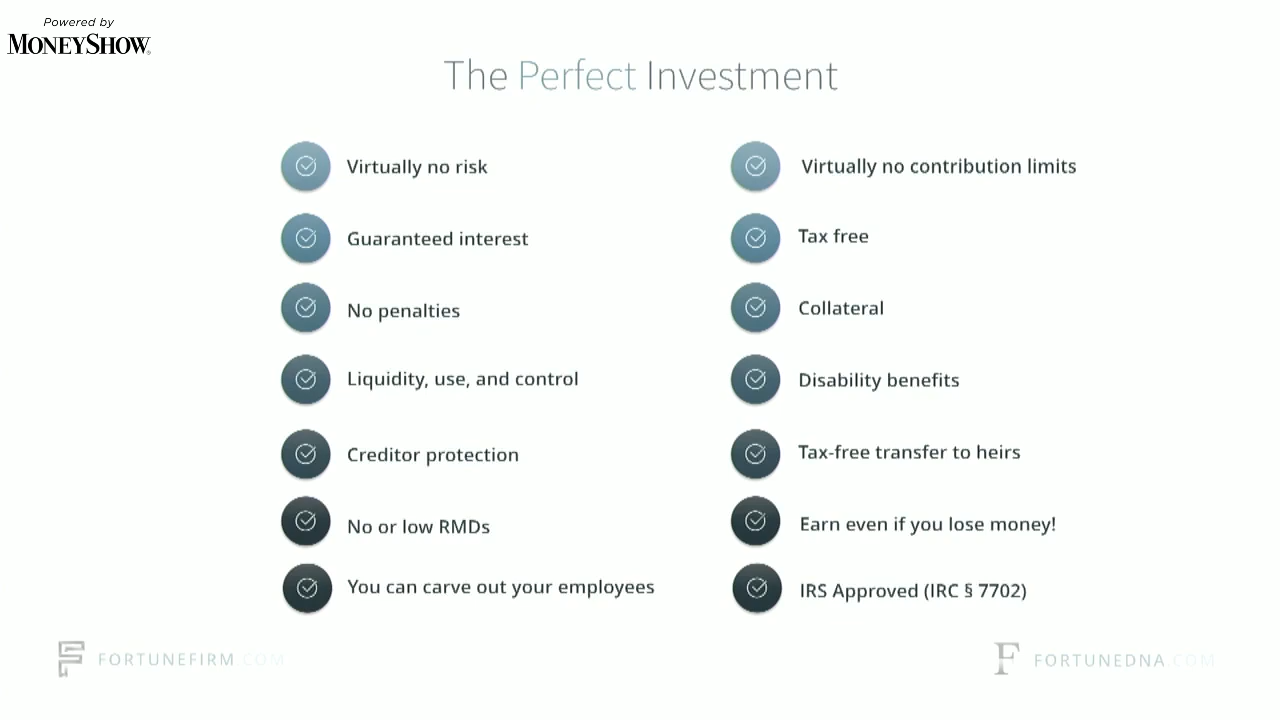 Powered by
MONEYSHOW
The Perfect Investment
Virtually no risk
Guaranteed interest
No penalties
Liquidity, use, and control
Creditor protection
No or low RMDs
You can carve out your employees
Virtually no contribution limits
Tax free
Collateral
Disability benefits
Tax-free transfer to heirs
Earn even if you lose money!
IRS Approved (IRC § 7702)
FORTUNEFIRM.COM
FORTUNEDNA.COM